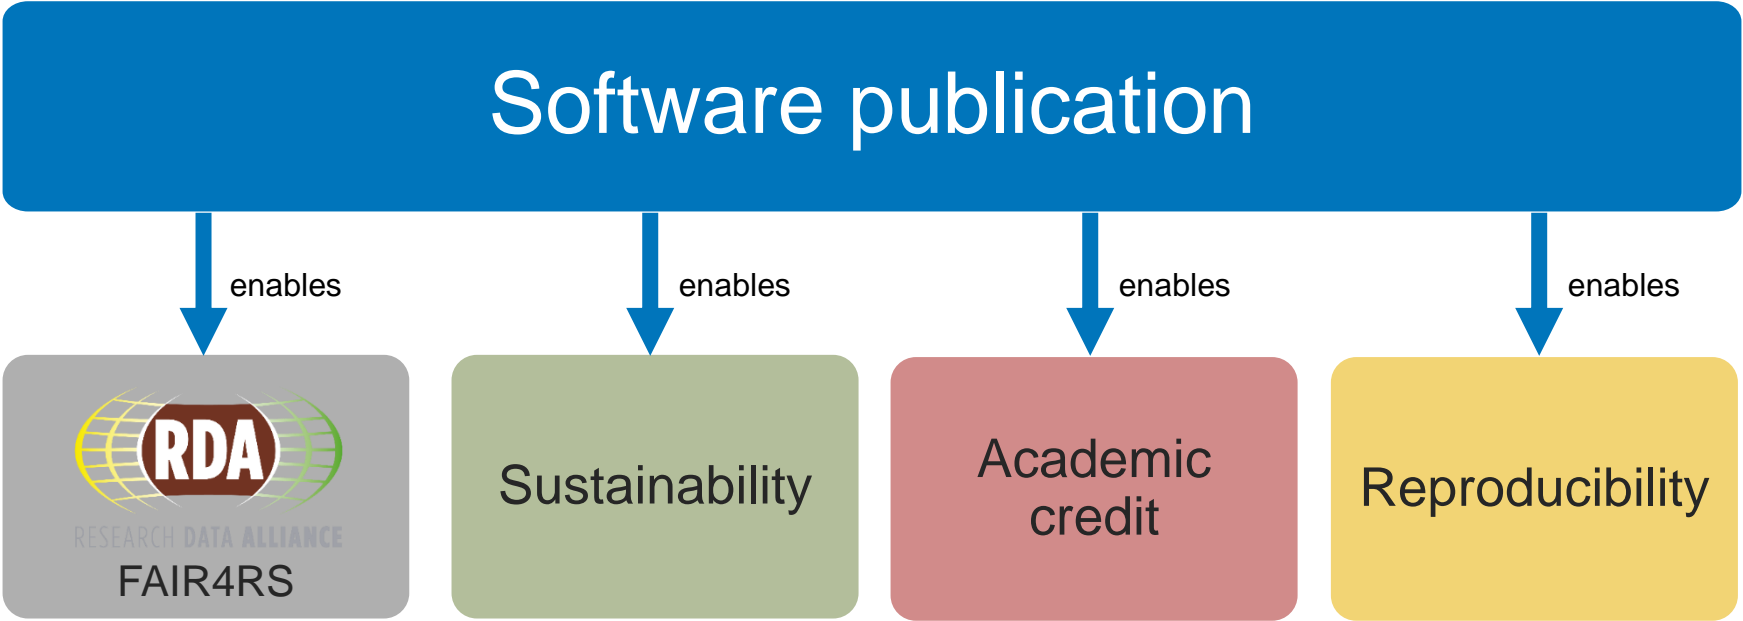 Software publication
enables
enables
enables
enables
RDA
RESEARCH DATA ALLIANCE
FAIR4RS
Sustainability
Academic
credit
Reproducibility